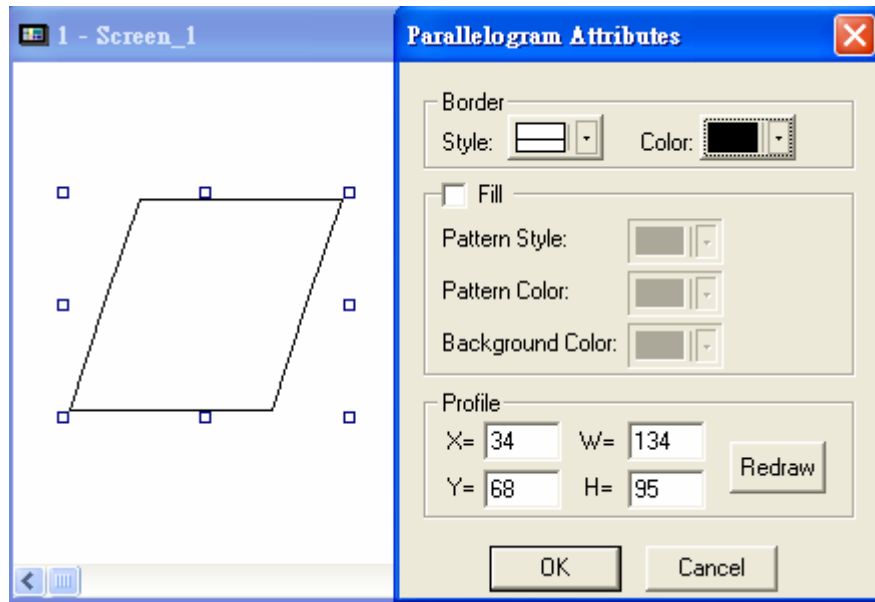 1 - Screen_1
Parallelogram Attributes
Border
Style:
Color:
Fill
Pattern Style:
Pattern Color:
Background Color:
Profile
X= 34 W= 134
Y= 68 H= 95
Redraw
OK Cancel